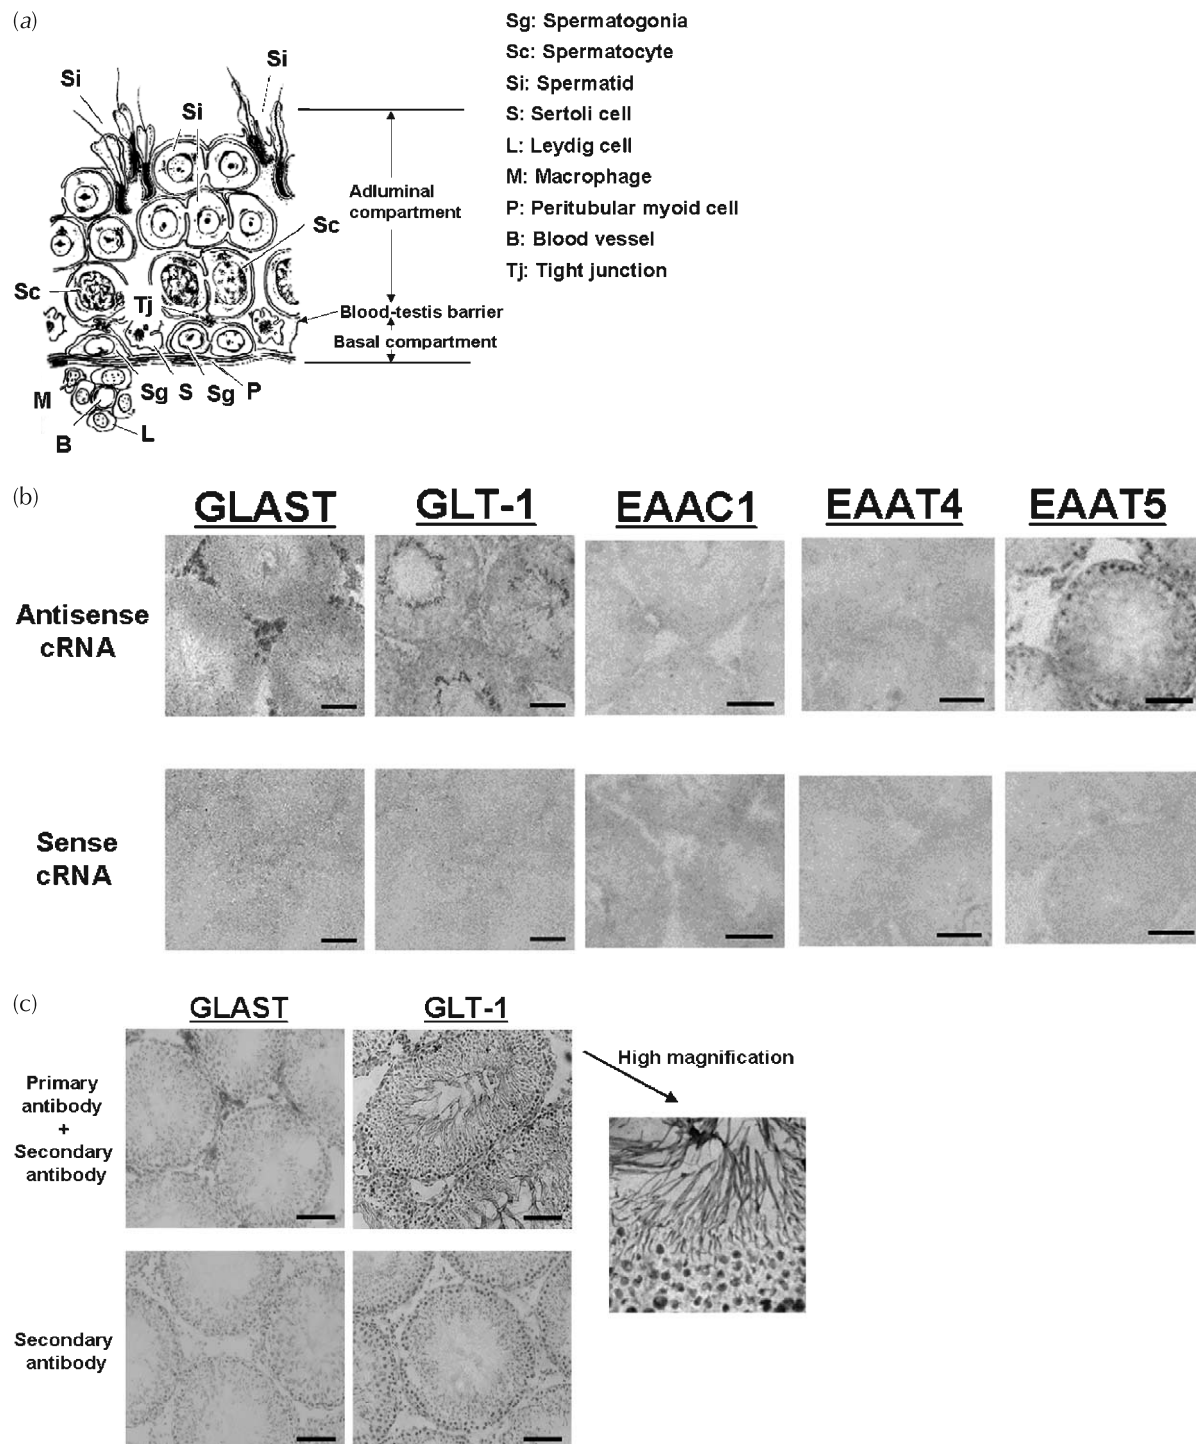 (a)
Sg: Spermatogonia
Sc: Spermatocyte
Si: Spermatid
S: Sertoli cell
L: Leydig cell
M: Macrophage
P: Peritubular myoid cell
B: Blood vessel
Tj: Tight junction
Si
Si
Si
Adluminal
compartment
Sc
Sc
Tj
Blood-testis barrier
Basal compartment
Sg S Sg P
M
B
L
(b)
GLAST GLT-1 EAAC1 EAAT4 EAAT5
Antisense
cRNA
Sense
cRNA
(c)
GLAST GLT-1
High magnification
Primary
antibody
+
Secondary
antibody
Secondary
antibody